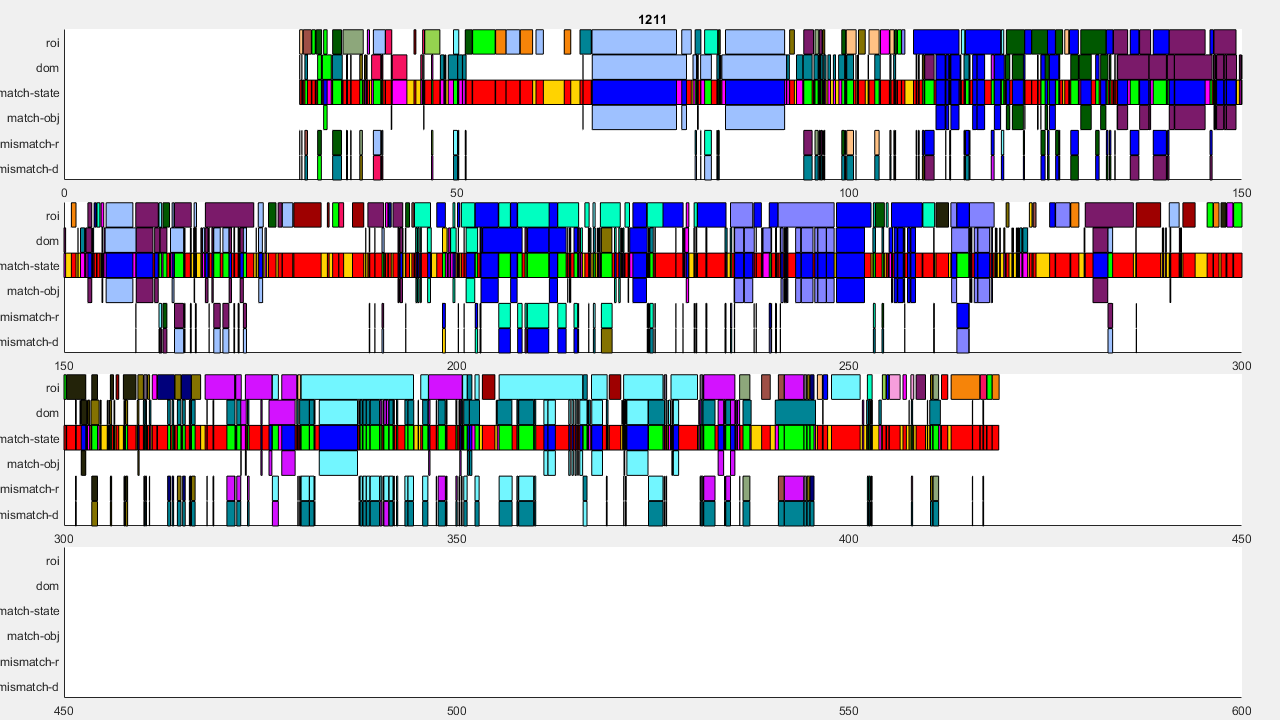 1211
roi
dom
match-state
match-obj
mismatch-r
mismatch-d
0 50 100 150
roi
dom
match-state
match-obj
mismatch-r
mismatch-d
150 200 250 300
roi
dom
match-state
match-obj
mismatch-r
mismatch-d
300 350 400 450
roi
dom
match-state
match-obj
mismatch-r
mismatch-d
450 500 550 600